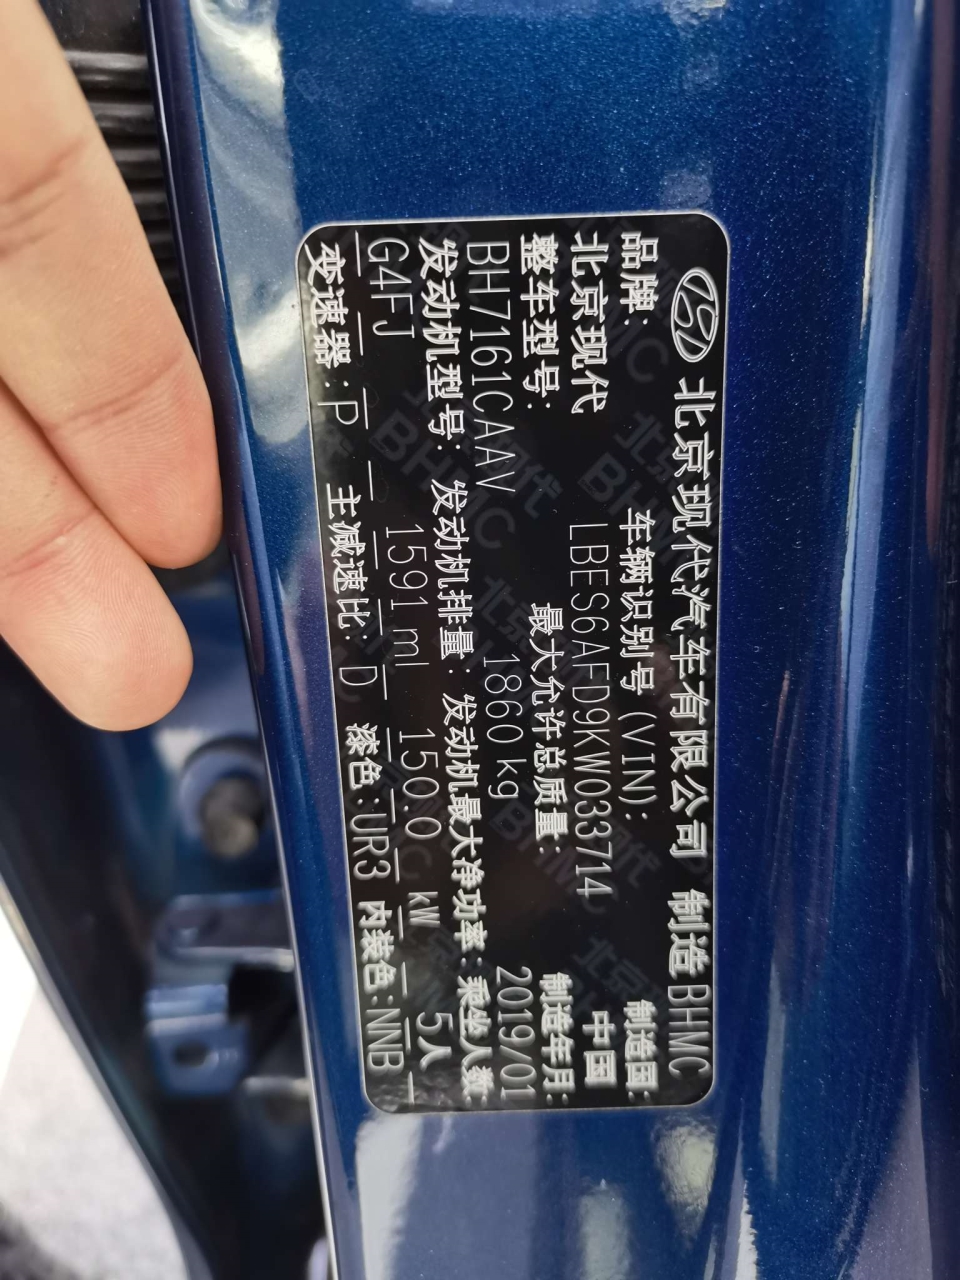 北京现代汽车有限公司 制造BHMC
品牌: 车辆识别号(VIN): 制造国:
北京现代 LBES6AFD9KW033714 中国
整车型号: 最大允许总质量: 制造年月:
BH7161CAAV 1860 kg 2019/01
发动机型号: 发动机排量: 发动机最大净功率: 乘坐人数:
G4FJ 1591 ml 150.0 kW 5人
变速器:P 主减速比:D 漆色:UR3 内装色:NNB